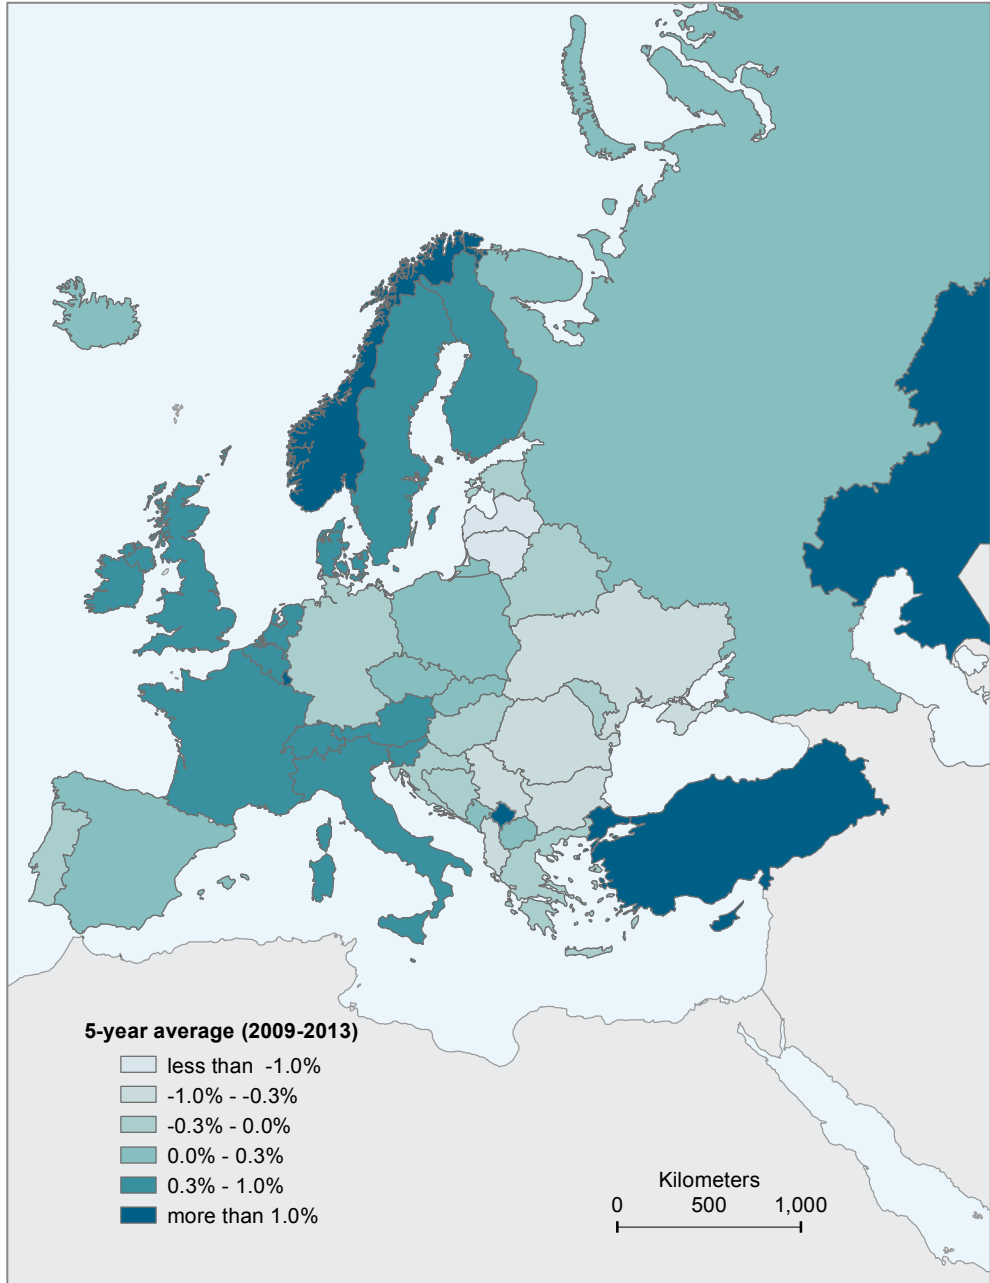 5-year average (2009-2013)
less than -1.0%
-1.0% - -0.3%
-0.3% - 0.0%
0.0% - 0.3%
0.3% - 1.0%
more than 1.0%
Kilometers
0 500 1,000